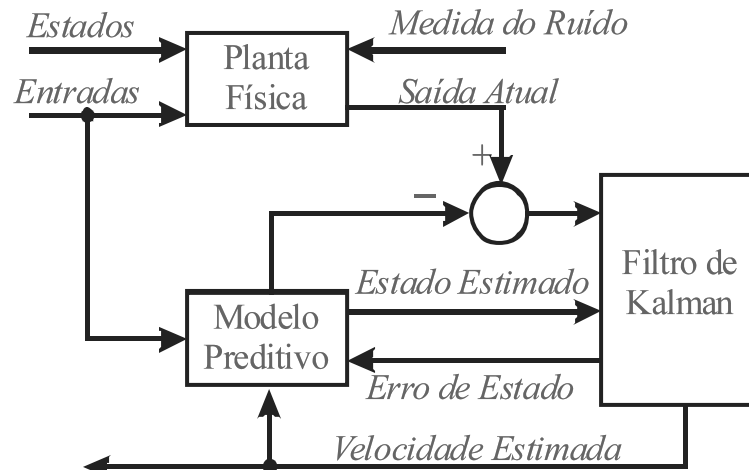 Estados
Medida do Ruído
Planta
Física
Entradas
Saída Atual
+
−
Filtro de
Kalman
Estado Estimado
Modelo
Preditivo
Erro de Estado
Velocidade Estimada